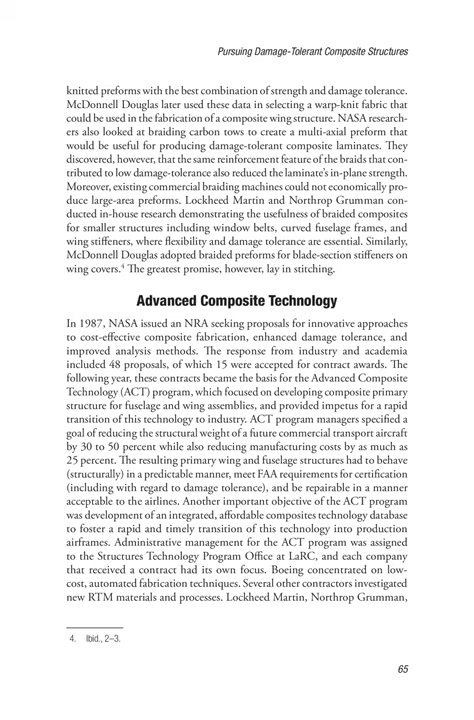 Pursuing Damage-Tolerant Composite Structures
knitted preforms with the best combination of strength and damage tolerance.
McDonnell Douglas later used these data in selecting a warp-knit fabric that
could be used in the fabrication of a composite wing structure. NASA research-
ers also looked at braiding carbon tows to create a multi-axial preform that
would be useful for producing damage-tolerant composite laminates. They
discovered, however, that the same reinforcement feature of the braids that con-
tributed to low damage-tolerance also reduced the laminate's in-plane strength.
Moreover, existing commercial braiding machines could not economically pro-
duce large-area preforms. Lockheed Martin and Northrop Grumman con-
ducted in-house research demonstrating the usefulness of braided composites
for smaller structures including window belts, curved fuselage frames, and
wing stiffeners, where flexibility and damage tolerance are essential. Similarly,
McDonnell Douglas adopted braided preforms for blade-section stiffeners on
wing covers.4 The greatest promise, however, lay in stitching.
Advanced Composite Technology
In 1987, NASA issued an NRA seeking proposals for innovative approaches
to cost-effective composite fabrication, enhanced damage tolerance, and
improved analysis methods. The response from industry and academia
included 48 proposals, of which 15 were accepted for contract awards. The
following year, these contracts became the basis for the Advanced Composite
Technology (ACT) program, which focused on developing composite primary
structure for fuselage and wing assemblies, and provided impetus for a rapid
transition of this technology to industry. ACT program managers specified a
goal of reducing the structural weight of a future commercial transport aircraft
by 30 to 50 percent while also reducing manufacturing costs by as much as
25 percent. The resulting primary wing and fuselage structures had to behave
(structurally) in a predictable manner, meet FAA requirements for certification
(including with regard to damage tolerance), and be repairable in a manner
acceptable to the airlines. Another important objective of the ACT program
was development of an integrated, affordable composites technology database
to foster a rapid and timely transition of this technology into production
airframes. Administrative management for the ACT program was assigned
to the Structures Technology Program Office at LaRC, and each company
that received a contract had its own focus. Boeing concentrated on low-
cost, automated fabrication techniques. Several other contractors investigated
new RTM materials and processes. Lockheed Martin, Northrop Grumman,
4. Ibid., 2–3.
65